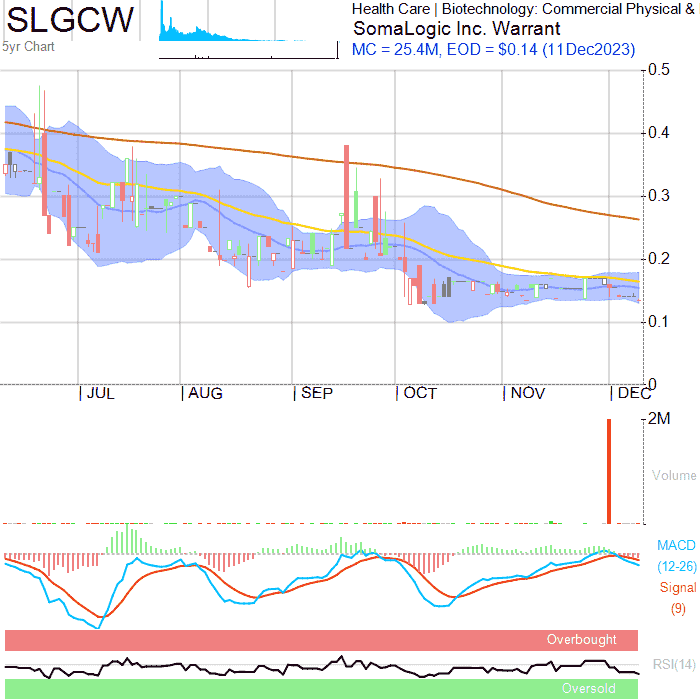 SLGCW
Health Care | Biotechnology: Commercial Physical &
5yr Chart
SomaLogic Inc. Warrant
MC = 25.4M, EOD = $0.14 (11Dec2023)
0.5
0.4
0.3
0.2
0.1
0
| JUL | AUG | SEP | OCT | NOV | DEC
2M
Volume
MACD
(12-26)
Signal
(9)
Overbought
RSI(14)
Oversold